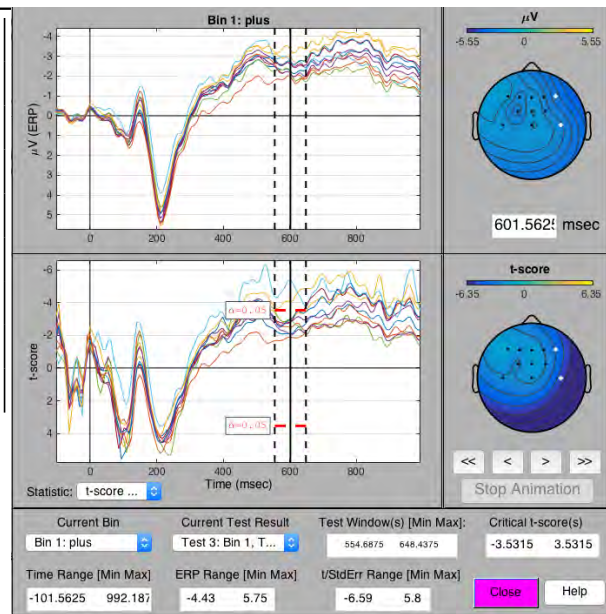 Bin 1: plus
-4
-3
-2
-1
0
1
2
3
4
5
µV (ERP)
0
200
400
600
800
µV
-5.55
0
5.55
601.5625 msec
-6
-4
-2
0
2
4
t-score
α=0.05
α=0.05
0
200
400
600
800
Time (msec)
Statistic: t-score ...
t-score
-6.35
0
6.35
<< < > >>
Stop Animation
Current Bin
Bin 1: plus
Current Test Result
Test 3: Bin 1, T...
Test Window(s) [Min Max]:
554.6875 648.4375
Critical t-score(s)
-3.5315 3.5315
Time Range [Min Max]
-101.5625 992.187
ERP Range [Min Max]
-4.43 5.75
t/StdErr Range [Min Max]
-6.59 5.8
Close
Help